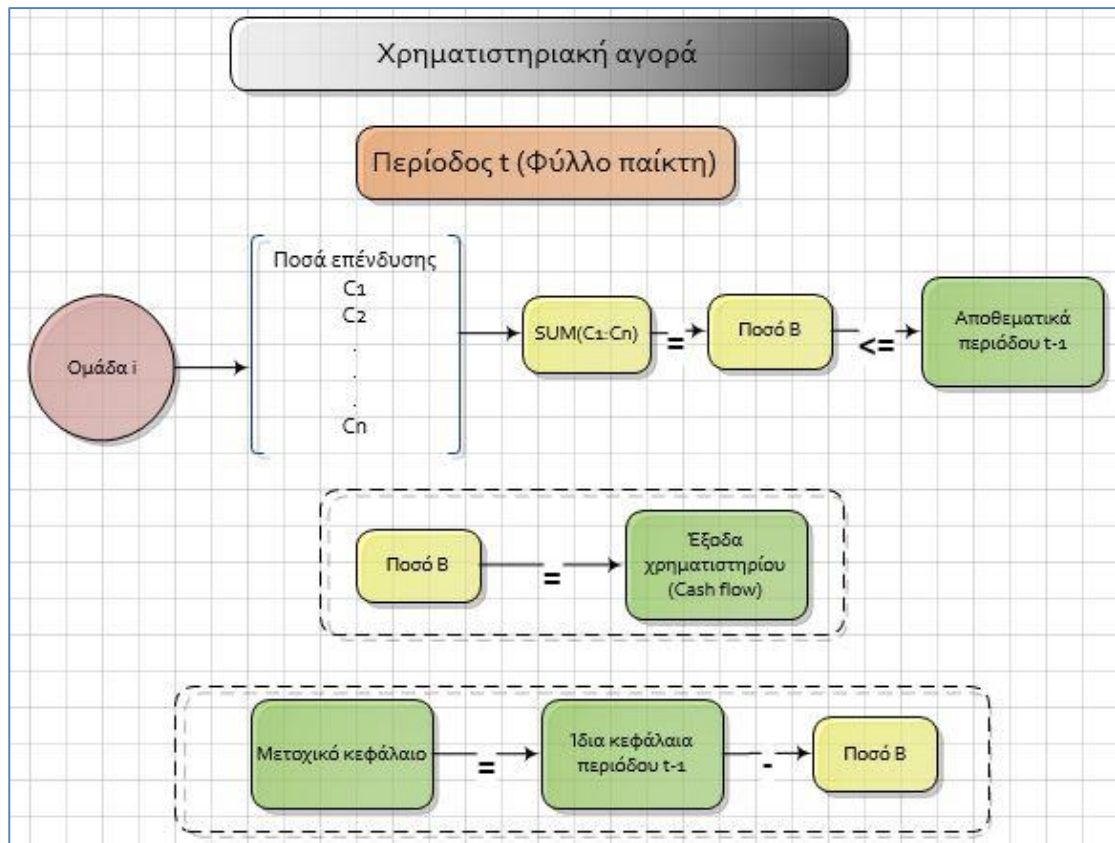 Χρηματιστηριακή αγορά
Περίοδος t (Φύλλο παίκτη)
Ομάδα i
Ποσά επένδυσης
C1
C2
.
.
.
Cn
SUM(C1:Cn)
=
Ποσό Β
<=
Αποθεματικά
περιόδου t-1
Ποσό Β
=
Έξοδα
χρηματιστηρίου
(Cash flow)
Μετοχικό κεφάλαιο
=
Ίδια κεφάλαια
περιόδου t-1
-
Ποσό Β